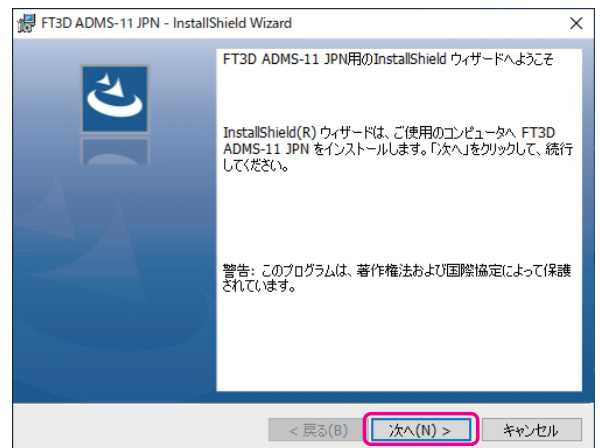 FT3D ADMS-11 JPN - InstallShield Wizard
FT3D ADMS-11 JPN用のInstallShield ウィザードへようこそ
InstallShield(R) ウィザードは、ご使用のコンピュータへ FT3D
ADMS-11 JPN をインストールします。「次へ」をクリックして、続行
してください。
警告: このプログラムは、著作権法および国際協定によって保護
されています。
< 戻る(B) 次へ(N) > キャンセル